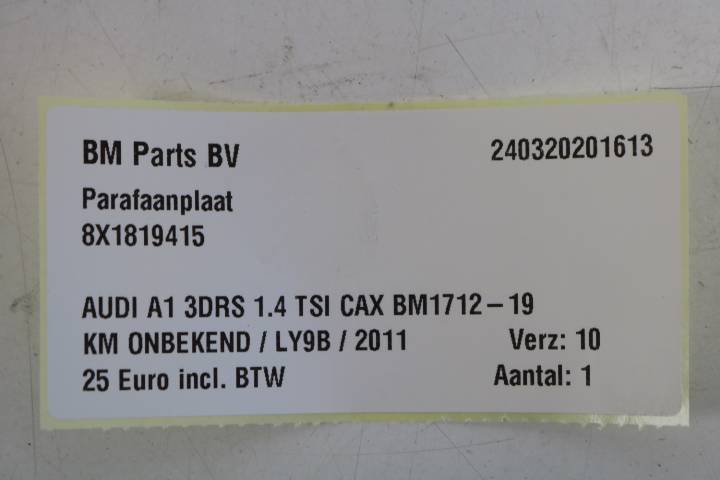 BM Parts BV 240320201613
Parafaanplaat
8X1819415
AUDI A1 3DRS 1.4 TSI CAX BM1712-19
KM ONBEKEND / LY9B / 2011 Verz: 10
25 Euro incl. BTW Aantal: 1